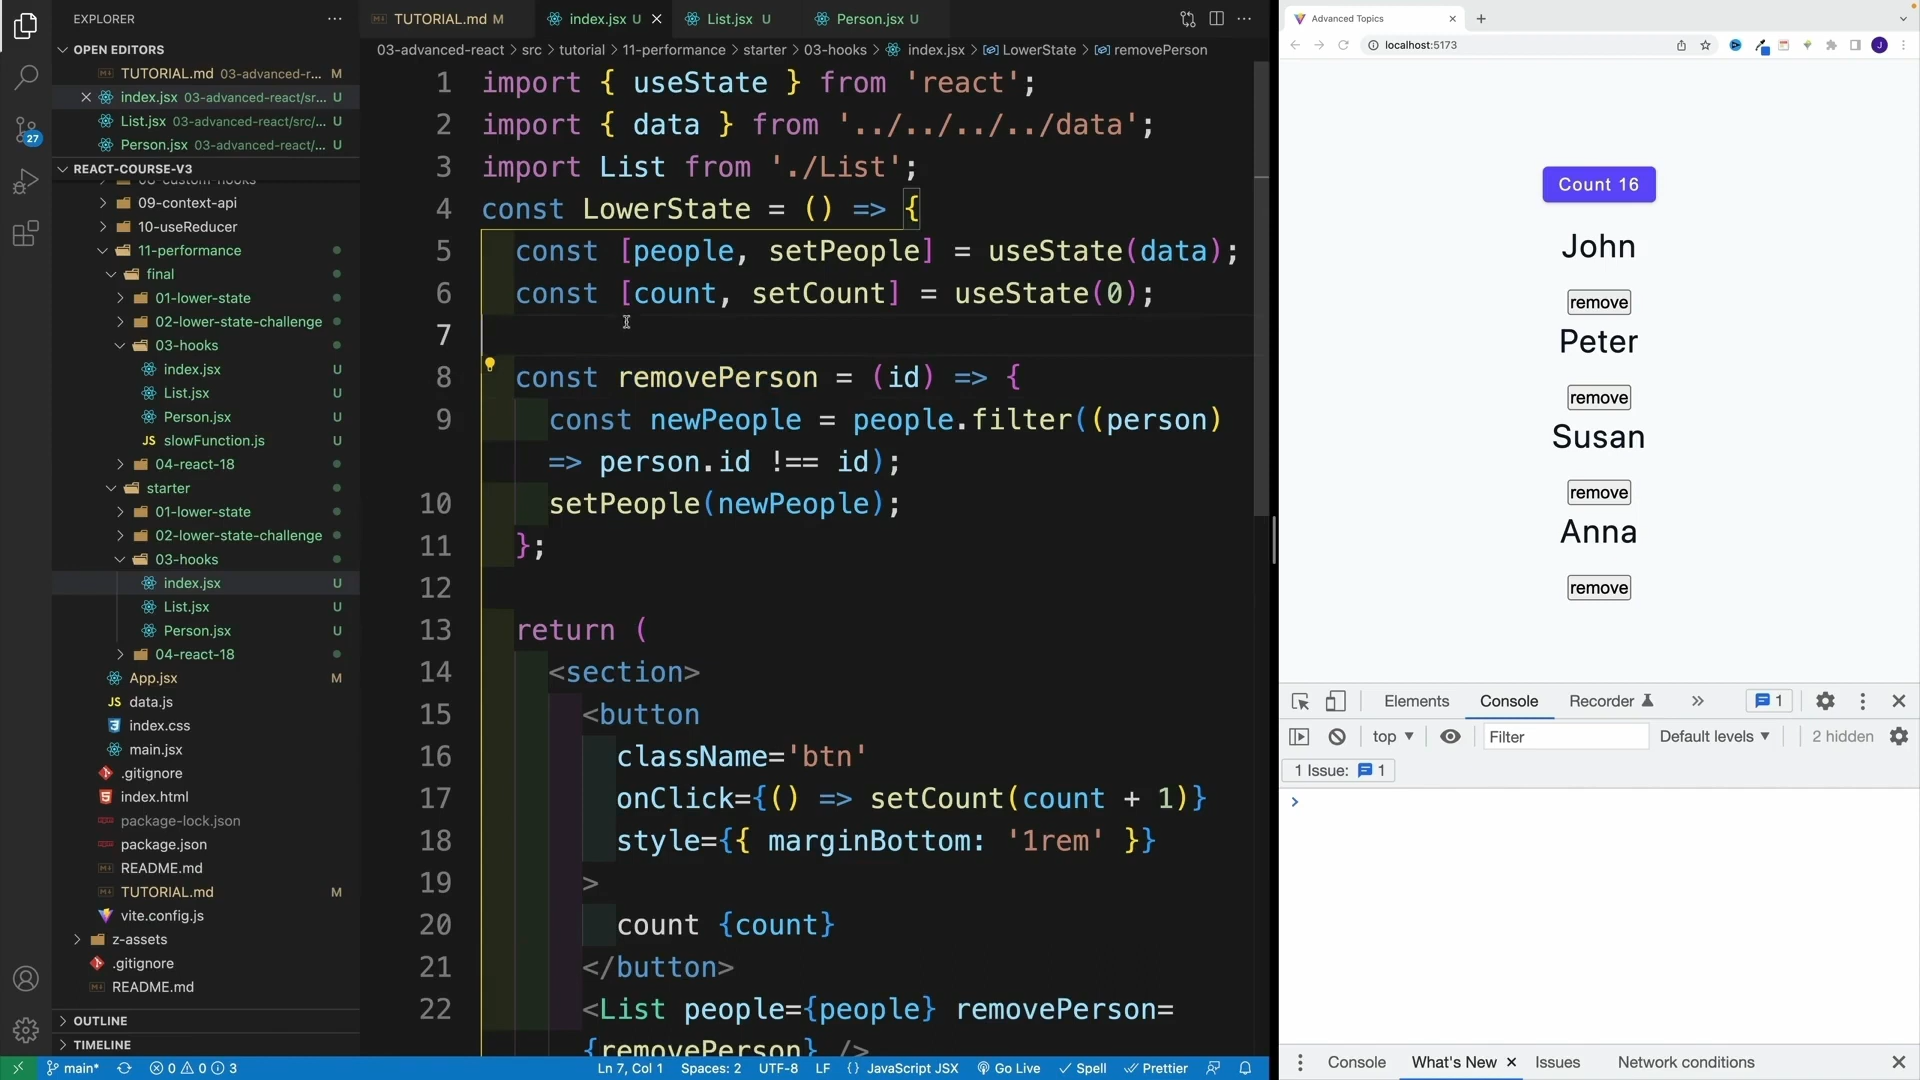 EXPLORER
OPEN EDITORS
TUTORIAL.md 03-advanced-r... M
index.jsx 03-advanced-react/sr... U
List.jsx 03-advanced-react/src/... U
Person.jsx 03-advanced-react/... U
REACT-COURSE-V3
09-context-api
10-useReducer
11-performance
final
01-lower-state
02-lower-state-challenge
03-hooks
index.jsx U
List.jsx U
Person.jsx U
JS slowFunction.js U
04-react-18
starter
01-lower-state
02-lower-state-challenge
03-hooks
index.jsx U
List.jsx U
Person.jsx U
04-react-18
App.jsx M
JS data.js
index.css
main.jsx
.gitignore
index.html
package-lock.json
package.json
README.md
TUTORIAL.md M
vite.config.js
z-assets
.gitignore
README.md
OUTLINE
TIMELINE
27
TUTORIAL.md M index.jsx U List.jsx U Person.jsx U
03-advanced-react > src > tutorial > 11-performance > starter > 03-hooks > index.jsx > LowerState > removePerson
1 import { useState } from 'react';
2 import { data } from '../../../../data';
3 import List from './List';
4 const LowerState = () => {
5 const [people, setPeople] = useState(data);
6 const [count, setCount] = useState(0);
7
8 const removePerson = (id) => {
9 const newPeople = people.filter((person)
=> person.id !== id);
10 setPeople(newPeople);
11 };
12
13 return (
14 <section>
15 <button
16 className='btn'
17 onClick={() => setCount(count + 1)}
18 style={{ marginBottom: '1rem' }}
19 >
20 count {count}
21 </button>
22 <List people={people} removePerson=
{removePerson} />
main* 0 0 3
Ln 7, Col 1 Spaces: 2 UTF-8 LF {} JavaScript JSX Go Live Spell Prettier
Advanced Topics
localhost:5173
J
Count 16
John
remove
Peter
remove
Susan
remove
Anna
remove
Elements Console Recorder 1
top Filter Default levels 2 hidden
1 Issue: 1
Console What's New Issues Network conditions